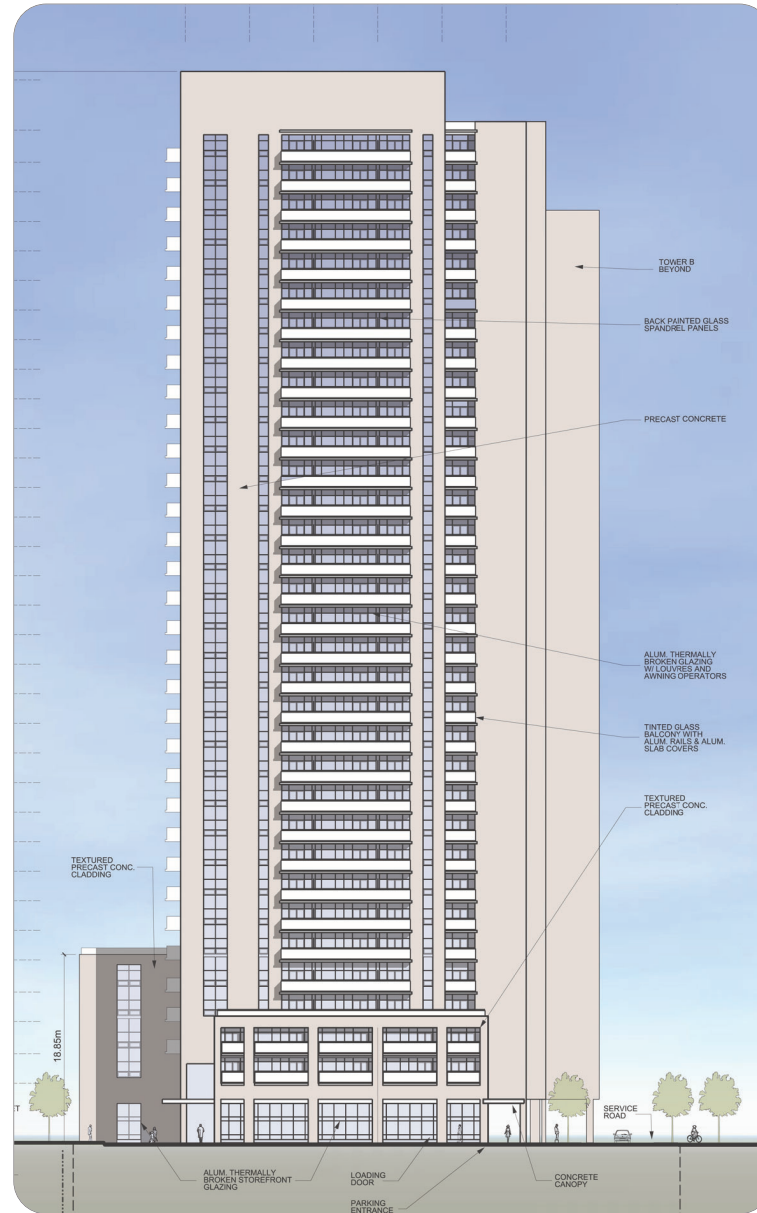 TOWER B
BEYOND
BACK PAINTED GLASS
SPANDREL PANELS
PRECAST CONCRETE
ALUM. THERMALLY
BROKEN GLAZING
W/ LOUVRES AND
AWNING OPERATORS
TINTED GLASS
BALCONY WITH
ALUM. RAILS & ALUM.
SLAB COVERS
TEXTURED
PRECAST CONC.
CLADDING
TEXTURED
PRECAST CONC.
CLADDING
18.85m
ET
SERVICE
ROAD
ALUM. THERMALLY
BROKEN STOREFRONT
GLAZING
LOADING
DOOR
CONCRETE
CANOPY
PARKING
ENTRANCE